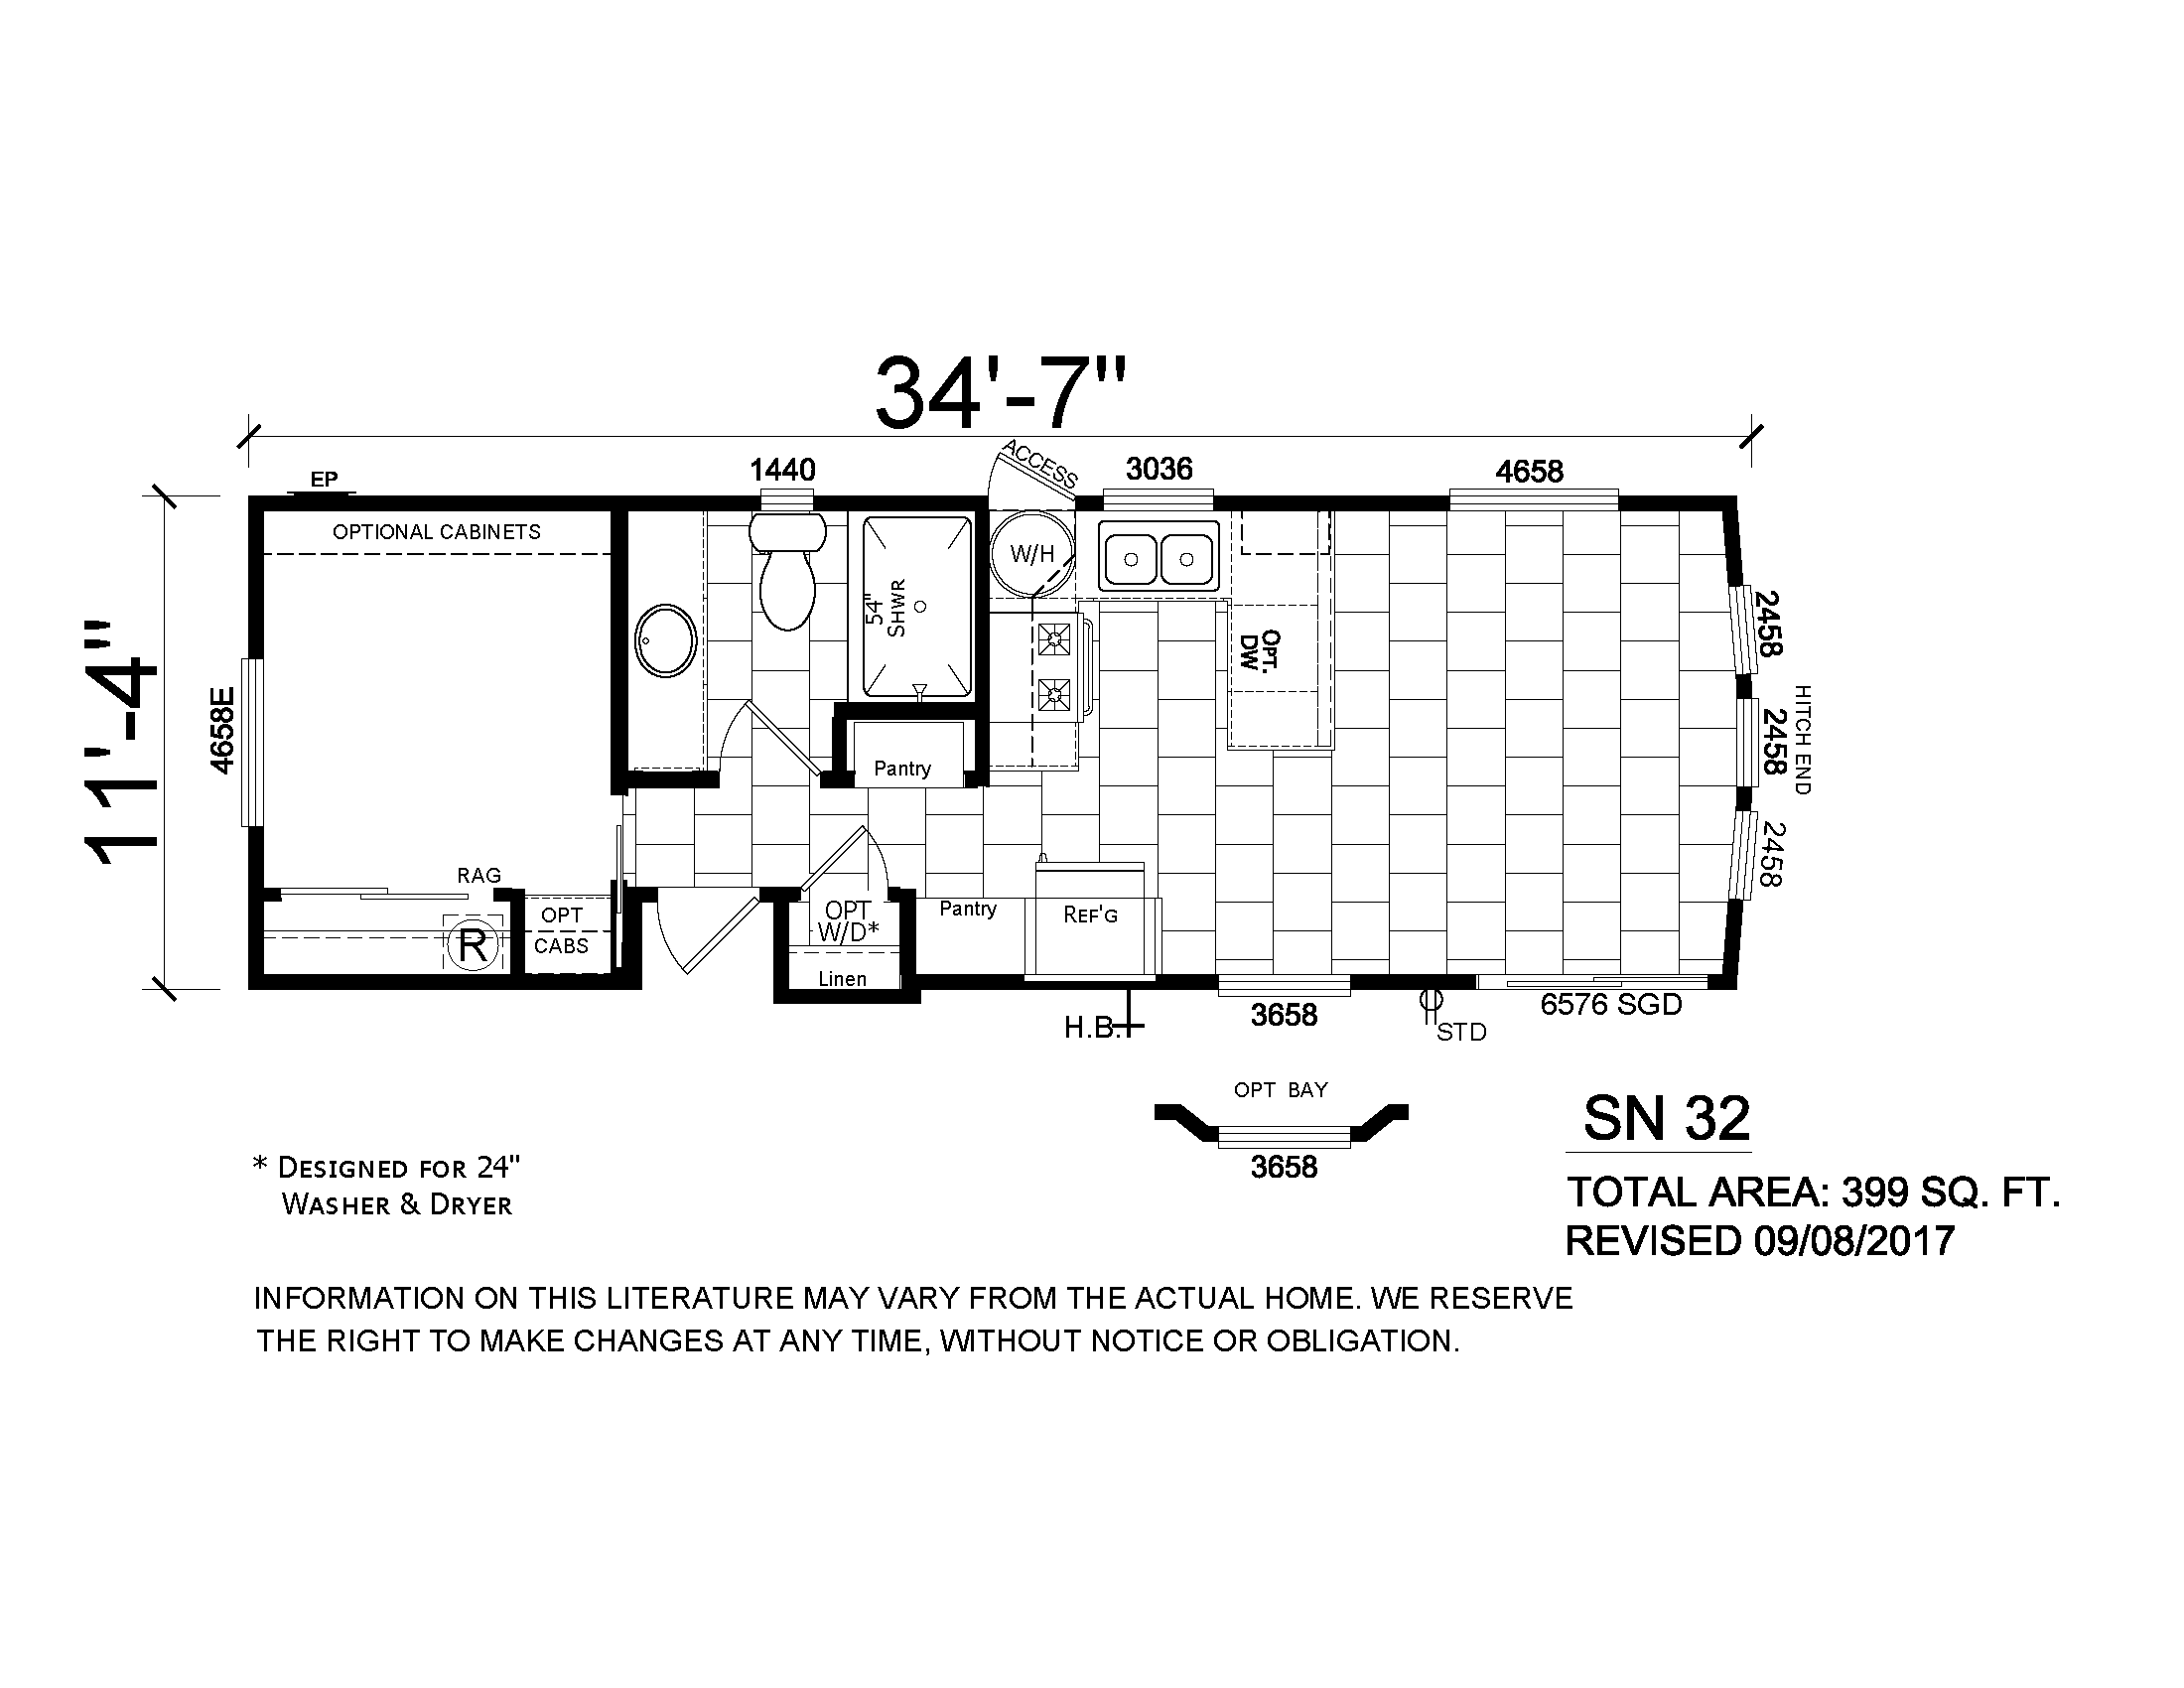 34'-7"
ACCESS
1440
3036
4658
EP
OPTIONAL CABINETS
W/H
54"
SHWR
2458
OPT.
DW
11'-4"
4658E
2458
HITCH END
Pantry
2458
RAG
OPT
CABS
R
OPT
W/D*
Pantry
REF'G
Linen
3658
6576 SGD
H.B.
STD
OPT BAY
3658
SN 32
* DESIGNED FOR 24"
WASHER & DRYER
TOTAL AREA: 399 SQ. FT.
REVISED 09/08/2017
INFORMATION ON THIS LITERATURE MAY VARY FROM THE ACTUAL HOME. WE RESERVE
THE RIGHT TO MAKE CHANGES AT ANY TIME, WITHOUT NOTICE OR OBLIGATION.